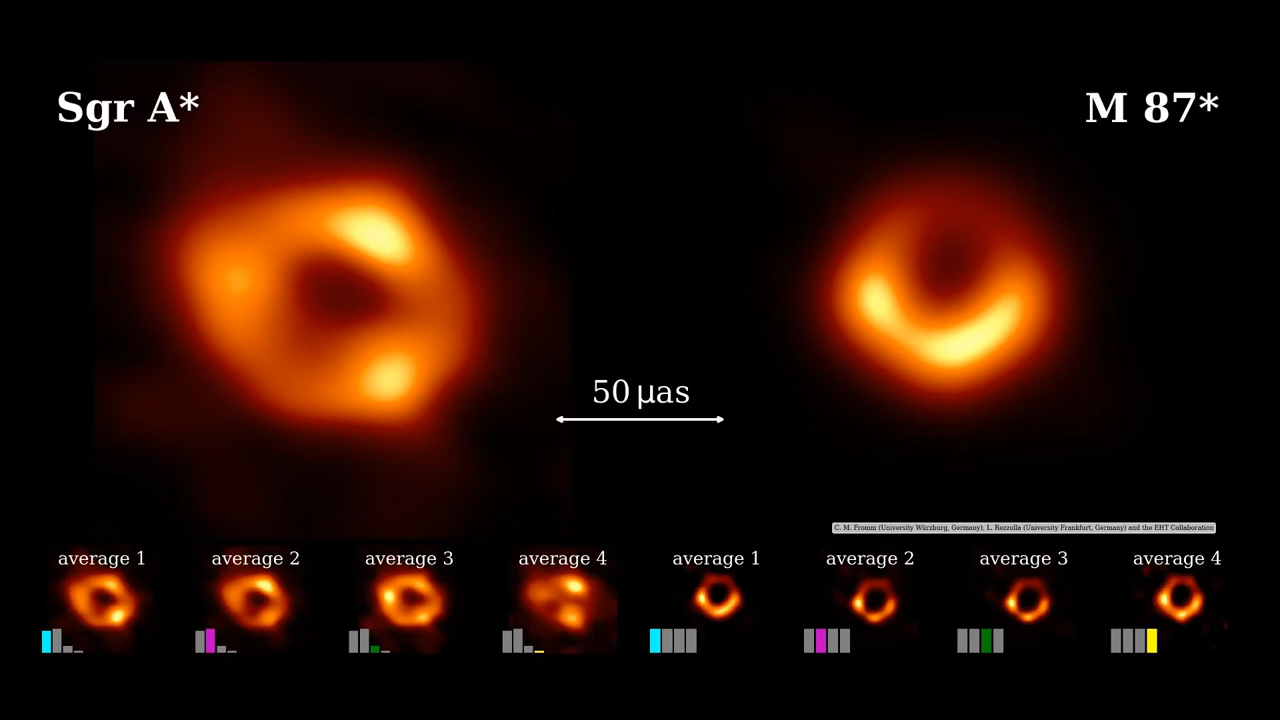 Sgr A*
M 87*
50 µas
C. M. Fromm (University Würzburg, Germany), L. Rezzolla (University Frankfurt, Germany) and the EHT Collaboration
average 1
average 2
average 3
average 4
average 1
average 2
average 3
average 4